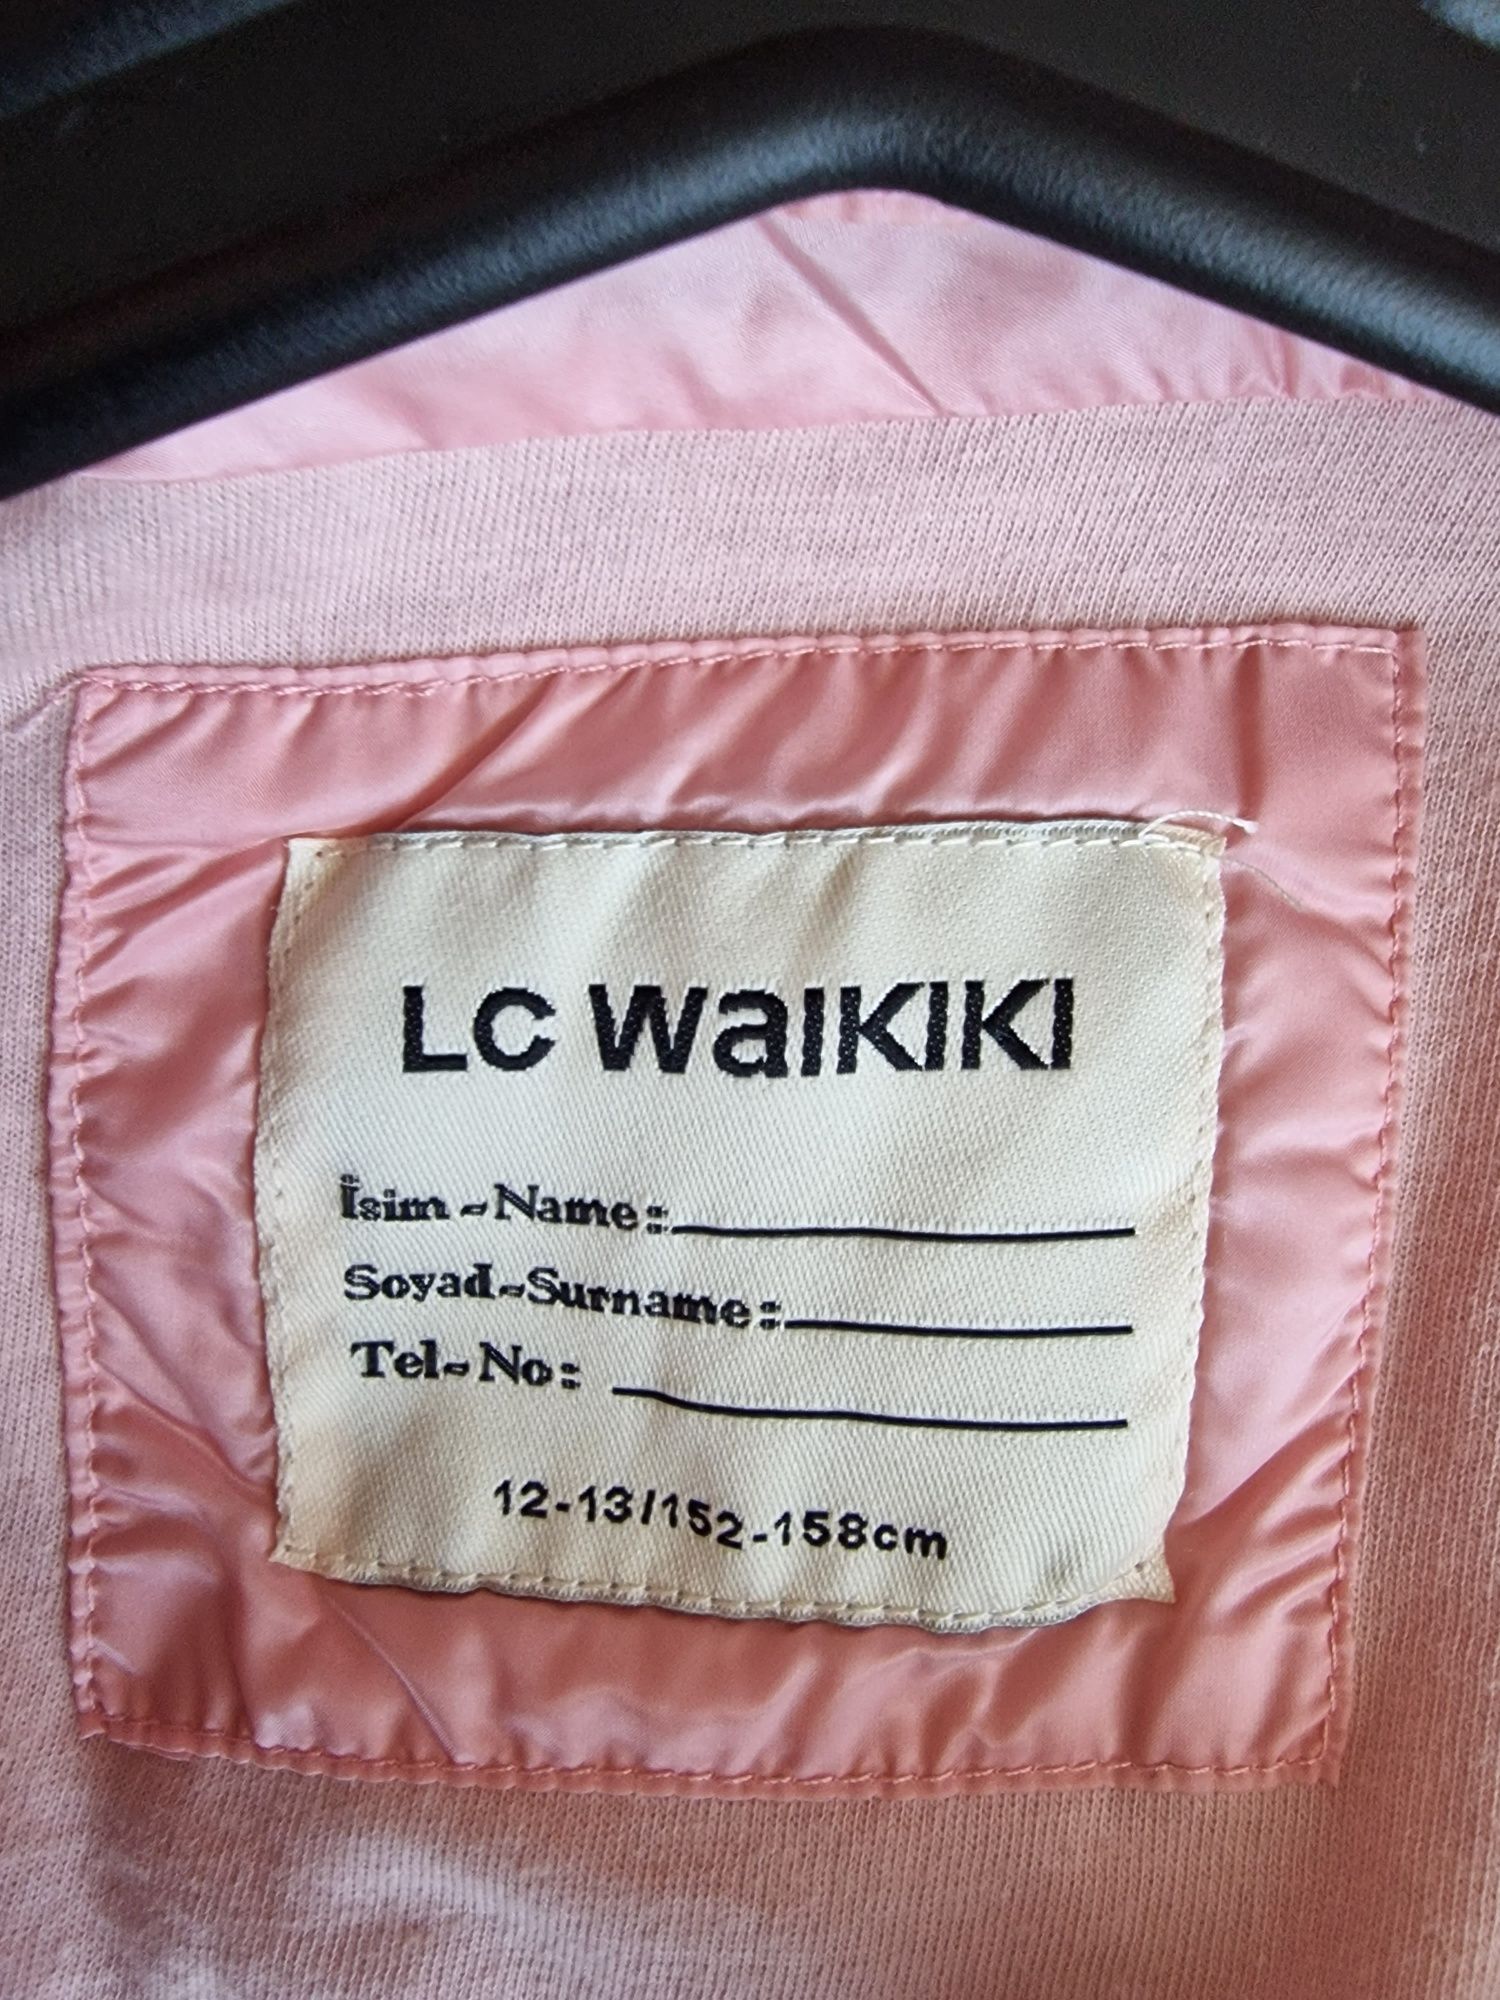 LC WaIKIKI
İsim-Name:
Soyad-Surname:
Tel-No:
12-13/152-158cm